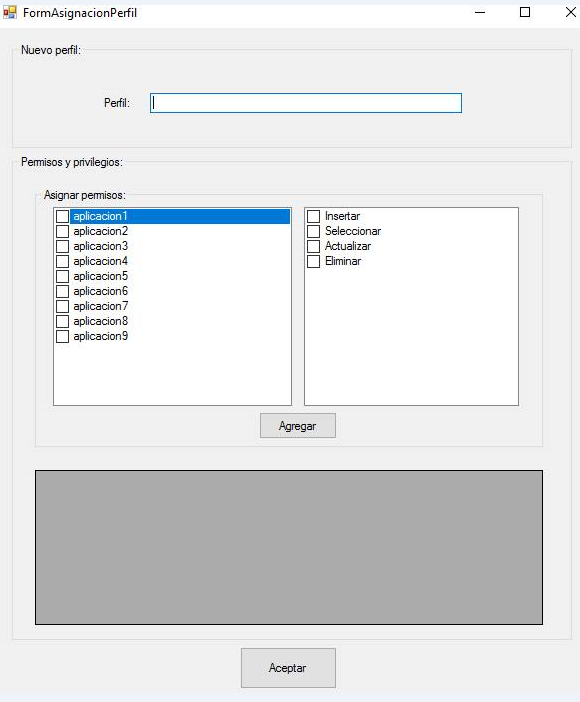 FormAsignacionPerfil
Nuevo perfil:
Perfil:
Permisos y privilegios:
Asignar permisos:
aplicacion1
aplicacion2
aplicacion3
aplicacion4
aplicacion5
aplicacion6
aplicacion7
aplicacion8
aplicacion9
Insertar
Seleccionar
Actualizar
Eliminar
Agregar
Aceptar